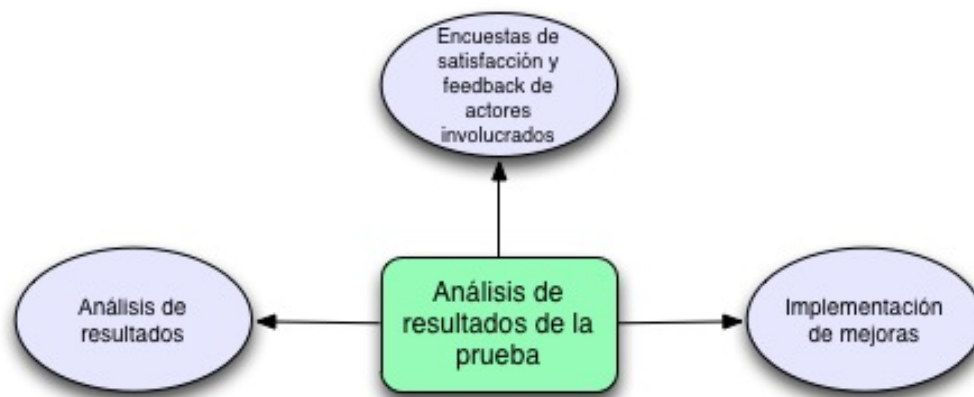 Encuestas de
satisfacción y
feedback de
actores
involucrados
Análisis de
resultados
Análisis de
resultados de la
prueba
Implementación
de mejoras